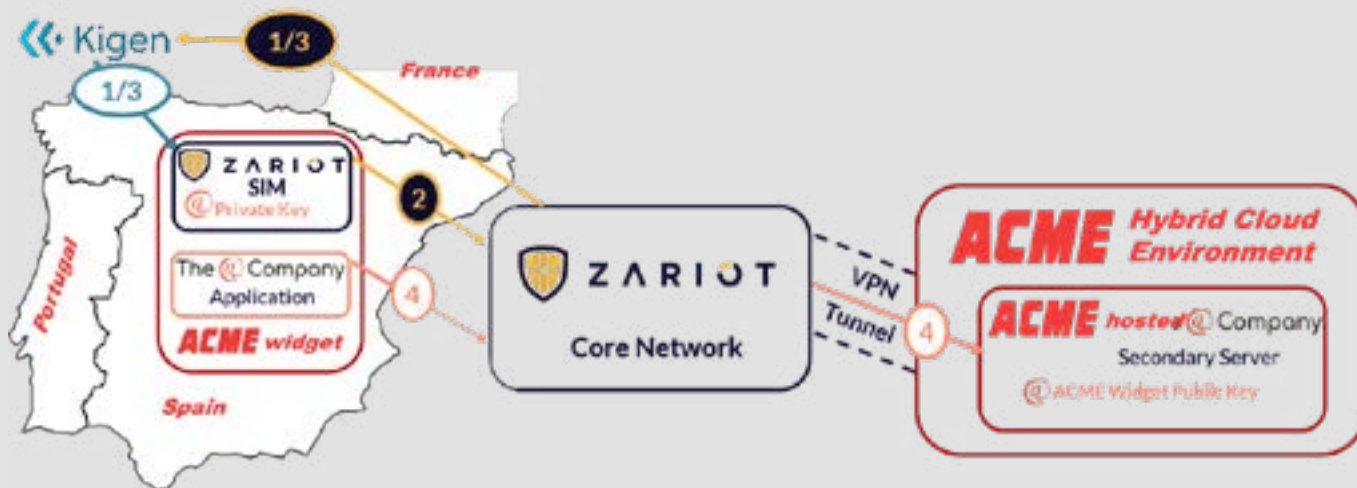 Kigen
1/3
1/3
France
ZARIOT
SIM
@ Private Key
2
The @ Company
Application
4
ACME widget
Portugal
Spain
ZARIOT
Core Network
VPN
Tunnel
4
ACME Hybrid Cloud
Environment
ACME hosted @ Company
Secondary Server
@ ACME Widget Public Key